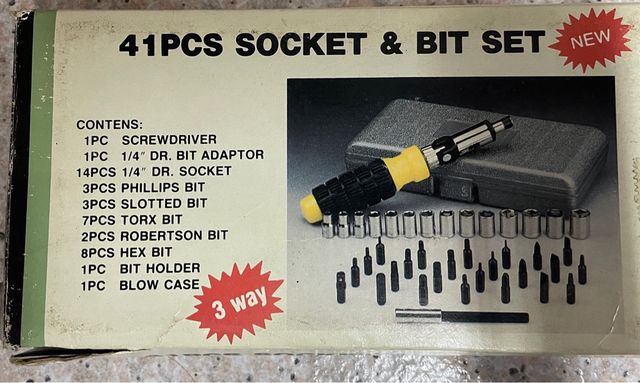 41PCS SOCKET & BIT SET
NEW
CONTENS:
1PC SCREWDRIVER
1PC 1/4" DR. BIT ADAPTOR
14PCS 1/4" DR. SOCKET
3PCS PHILLIPS BIT
3PCS SLOTTED BIT
7PCS TORX BIT
2PCS ROBERTSON BIT
8PCS HEX BIT
1PC BIT HOLDER
1PC BLOW CASE
3 way